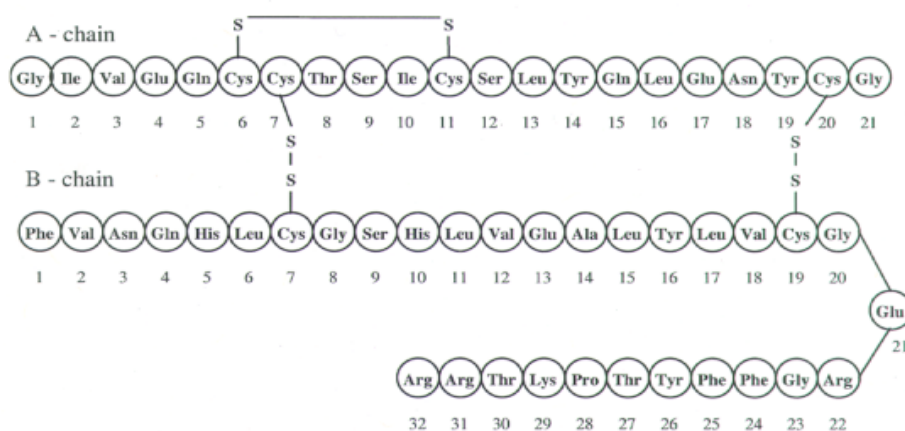 S S
A - chain
Gly Ile Val Glu Gln Cys Cys Thr Ser Ile Cys Ser Leu Tyr Gln Leu Glu Asn Tyr Cys Gly
1 2 3 4 5 6 7 8 9 10 11 12 13 14 15 16 17 18 19 20 21
S S
B - chain
S S
Phe Val Asn Gln His Leu Cys Gly Ser His Leu Val Glu Ala Leu Tyr Leu Val Cys Gly
1 2 3 4 5 6 7 8 9 10 11 12 13 14 15 16 17 18 19 20
Glu
21
Arg Arg Thr Lys Pro Thr Tyr Phe Phe Gly Arg
32 31 30 29 28 27 26 25 24 23 22